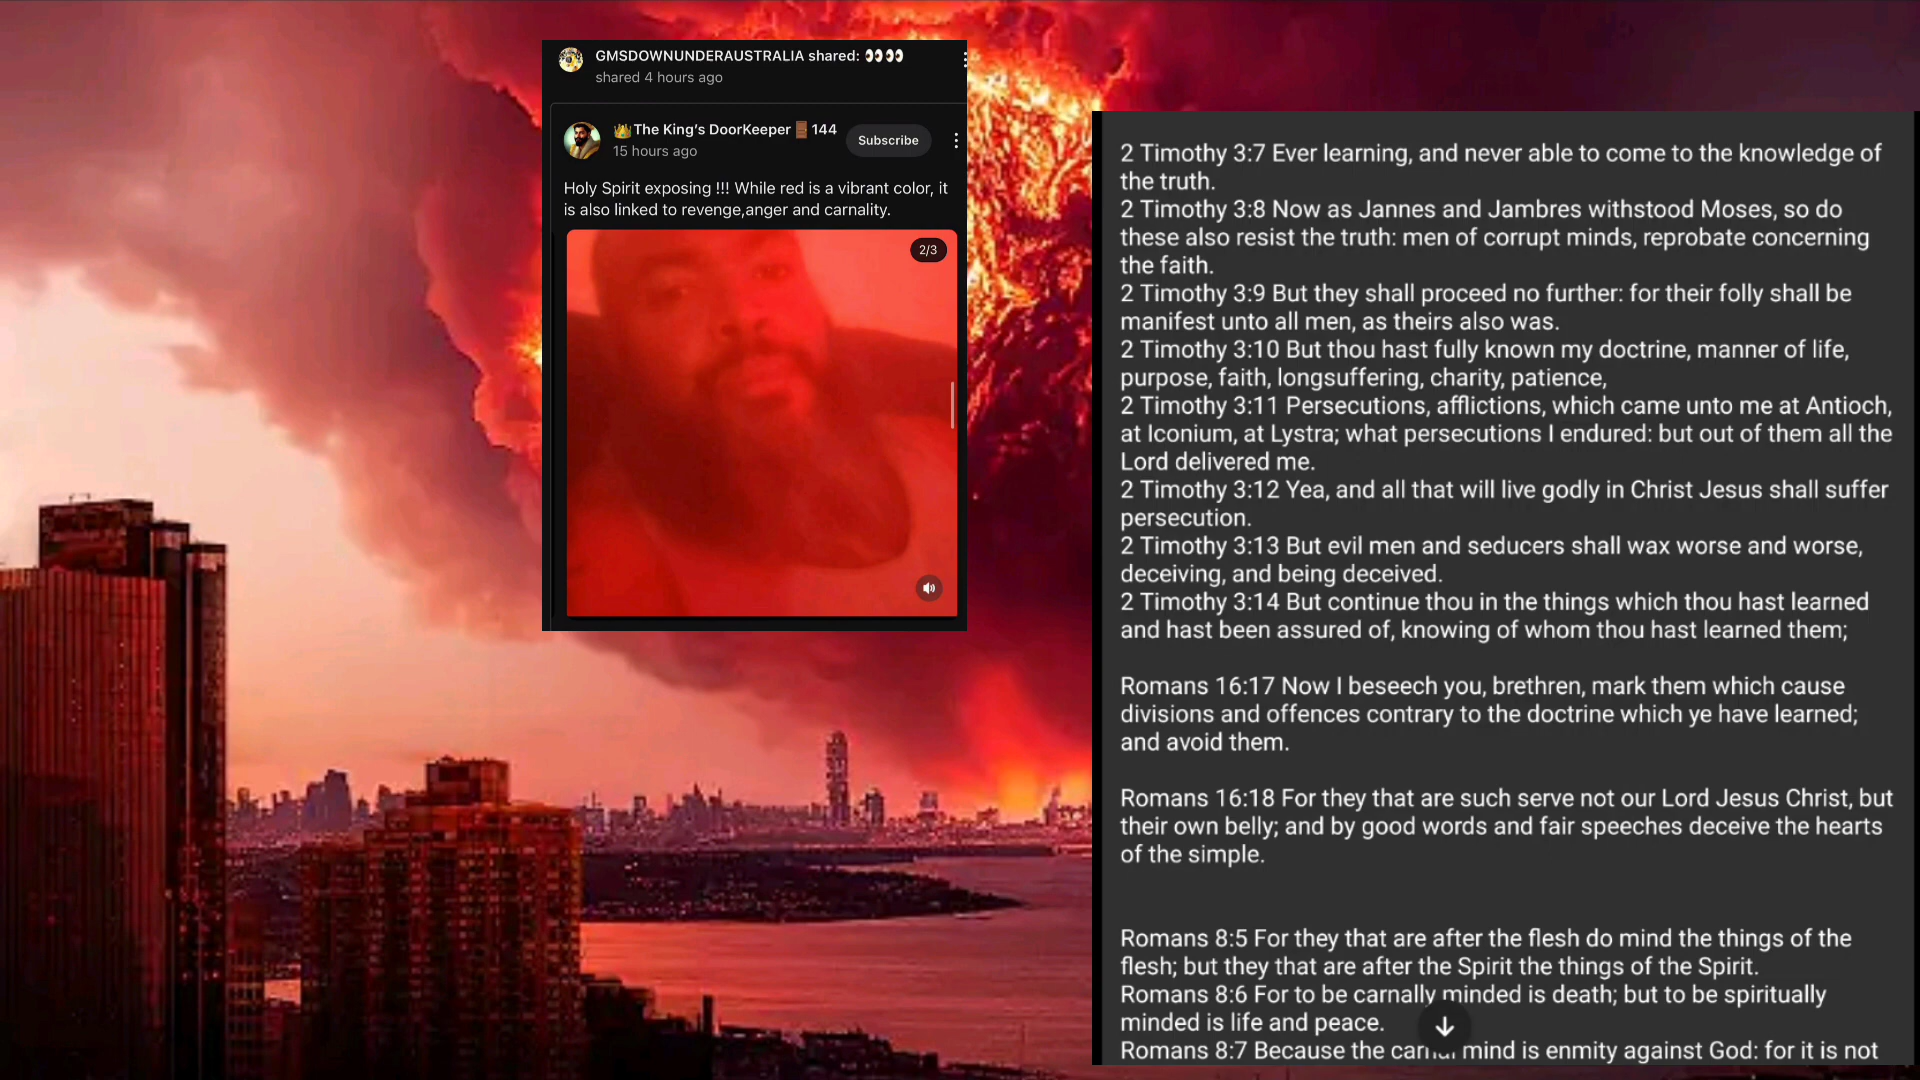 GMSDOWNUNDERAUSTRALIA shared: 👀👀
shared 4 hours ago
👑The King's DoorKeeper🚪144
15 hours ago
Subscribe
Holy Spirit exposing !!! While red is a vibrant color, it
is also linked to revenge,anger and carnality.
2/3
2 Timothy 3:7 Ever learning, and never able to come to the knowledge of
the truth.
2 Timothy 3:8 Now as Jannes and Jambres withstood Moses, so do
these also resist the truth: men of corrupt minds, reprobate concerning
the faith.
2 Timothy 3:9 But they shall proceed no further: for their folly shall be
manifest unto all men, as theirs also was.
2 Timothy 3:10 But thou hast fully known my doctrine, manner of life,
purpose, faith, longsuffering, charity, patience,
2 Timothy 3:11 Persecutions, afflictions, which came unto me at Antioch,
at Iconium, at Lystra; what persecutions I endured: but out of them all the
Lord delivered me.
2 Timothy 3:12 Yea, and all that will live godly in Christ Jesus shall suffer
persecution.
2 Timothy 3:13 But evil men and seducers shall wax worse and worse,
deceiving, and being deceived.
2 Timothy 3:14 But continue thou in the things which thou hast learned
and hast been assured of, knowing of whom thou hast learned them;
Romans 16:17 Now I beseech you, brethren, mark them which cause
divisions and offences contrary to the doctrine which ye have learned;
and avoid them.
Romans 16:18 For they that are such serve not our Lord Jesus Christ, but
their own belly; and by good words and fair speeches deceive the hearts
of the simple.
Romans 8:5 For they that are after the flesh do mind the things of the
flesh; but they that are after the Spirit the things of the Spirit.
Romans 8:6 For to be carnally minded is death; but to be spiritually
minded is life and peace.
Romans 8:7 Because the carnal mind is enmity against God: for it is not